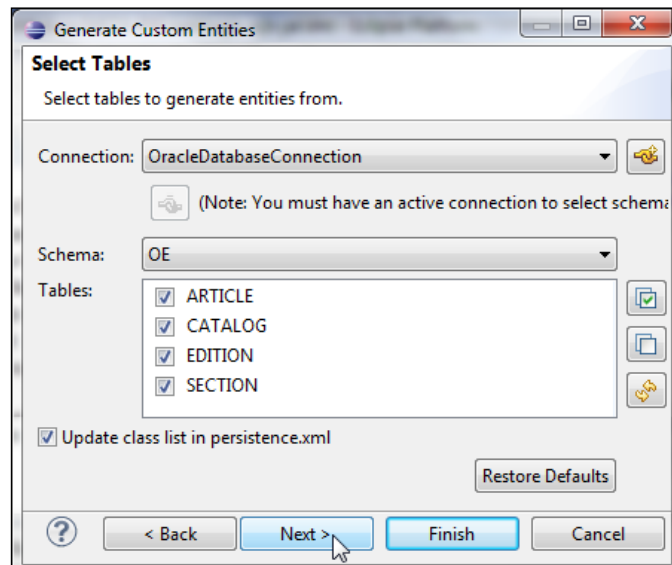 Generate Custom Entities
Select Tables
Select tables to generate entities from.
Connection: OracleDatabaseConnection
(Note: You must have an active connection to select schema
Schema: OE
Tables:
ARTICLE
CATALOG
EDITION
SECTION
Update class list in persistence.xml
Restore Defaults
? < Back Next > Finish Cancel